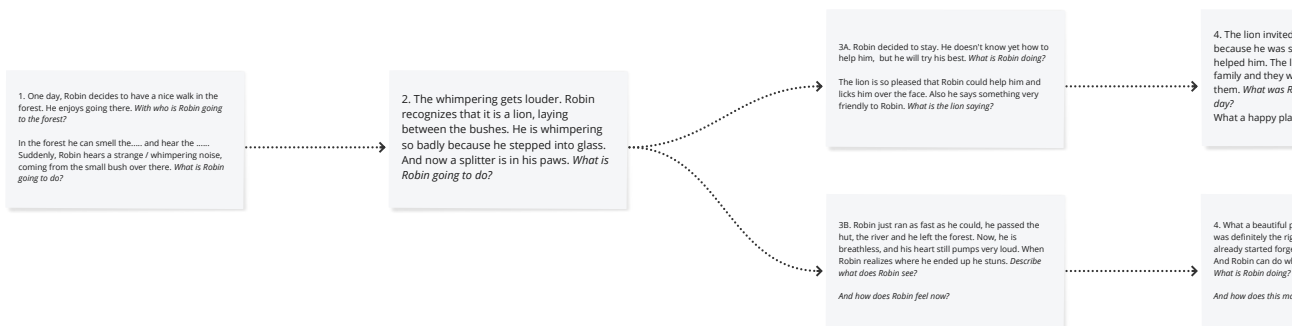 1. One day, Robin decides to have a nice walk in the
forest. He enjoys going there. With who is Robin going
to the forest?
In the forest he can smell the..... and hear the ......
Suddenly, Robin hears a strange / whimpering noise,
coming from the small bush over there. What is Robin
going to do?
2. The whimpering gets louder. Robin
recognizes that it is a lion, laying
between the bushes. He is whimpering
so badly because he stepped into glass.
And now a splitter is in his paws. What is
Robin going to do?
3A. Robin decided to stay. He doesn't know yet how to
help him,  but he will try his best. What is Robin doing?
The lion is so pleased that Robin could help him and
licks him over the face. Also he says something very
friendly to Robin. What is the lion saying?
4. The lion invited
because he was s
helped him. The l
family and they w
them. What was R
day?
What a happy pla
3B. Robin just ran as fast as he could, he passed the
hut, the river and he left the forest. Now, he is
breathless, and his heart still pumps very loud. When
Robin realizes where he ended up he stuns. Describe
what does Robin see?
And how does Robin feel now?
4. What a beautiful p
was definitely the rig
already started forge
And Robin can do wh
What is Robin doing?
And how does this ma